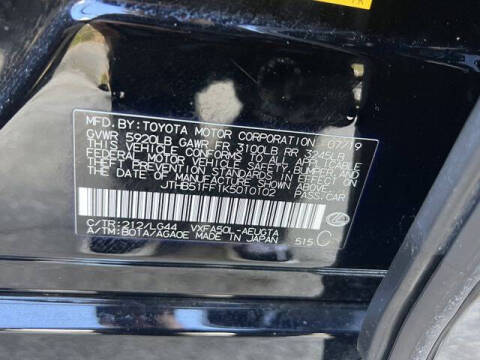 MFD.BY:TOYOTA MOTOR CORPORATION 07/19
GVWR 5920LB GAWR FR 3100LB RR 3245LB
THIS VEHICLE CONFORMS TO ALL APPLICABLE
FEDERAL MOTOR VEHICLE SAFETY,BUMPER,AND
THEFT PREVENTION STANDARDS IN EFFECT ON
THE DATE OF MANUFACTURE SHOWN ABOVE.
JTHB51FF1K5010102 PASS.CAR
C/TR:212/LG44 VXFA50L-AEUGTA
A/TM:B01A/AGA0E MADE IN JAPAN 515 C